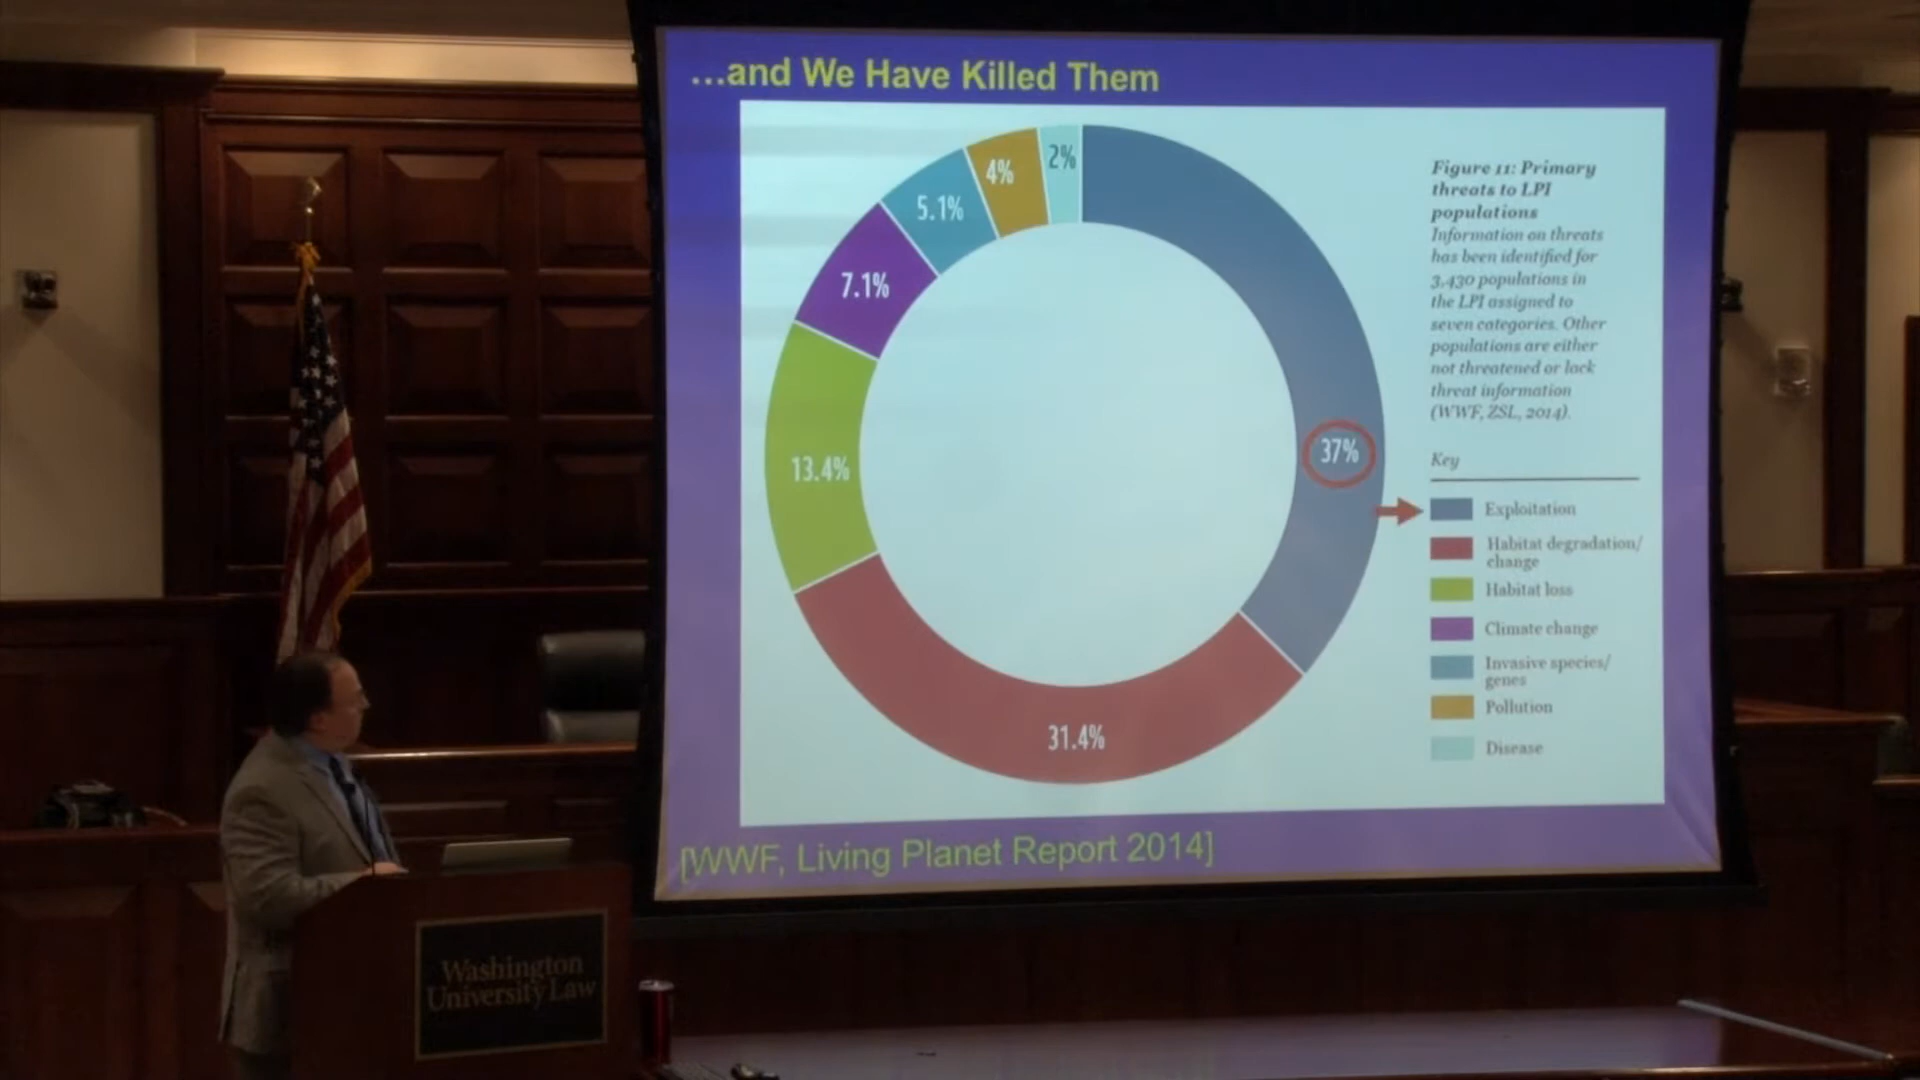 ...and We Have Killed Them
2%
4%
5.1%
7.1%
13.4%
37%
31.4%
Figure 11: Primary
threats to LPI
populations
Information on threats
has been identified for
3,430 populations in
the LPI assigned to
seven categories. Other
populations are either
not threatened or lack
threat information
(WWF, ZSL, 2014).
Key
Exploitation
Habitat degradation/
change
Habitat loss
Climate change
Invasive species/
genes
Pollution
Disease
[WWF, Living Planet Report 2014]
Washington
University Law